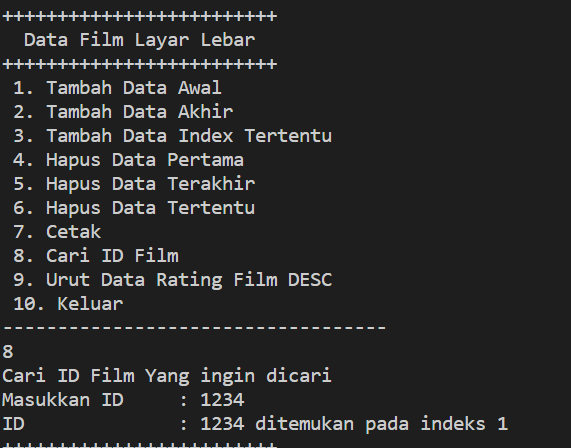 +++++++++++++++++++++++++
Data Film Layar Lebar
+++++++++++++++++++++++++
1. Tambah Data Awal
2. Tambah Data Akhir
3. Tambah Data Index Tertentu
4. Hapus Data Pertama
5. Hapus Data Terakhir
6. Hapus Data Tertentu
7. Cetak
8. Cari ID Film
9. Urut Data Rating Film DESC
10. Keluar
-----------------------------------
8
Cari ID Film Yang ingin dicari
Masukkan ID     : 1234
ID              : 1234 ditemukan pada indeks 1
+++++++++++++++++++++++++